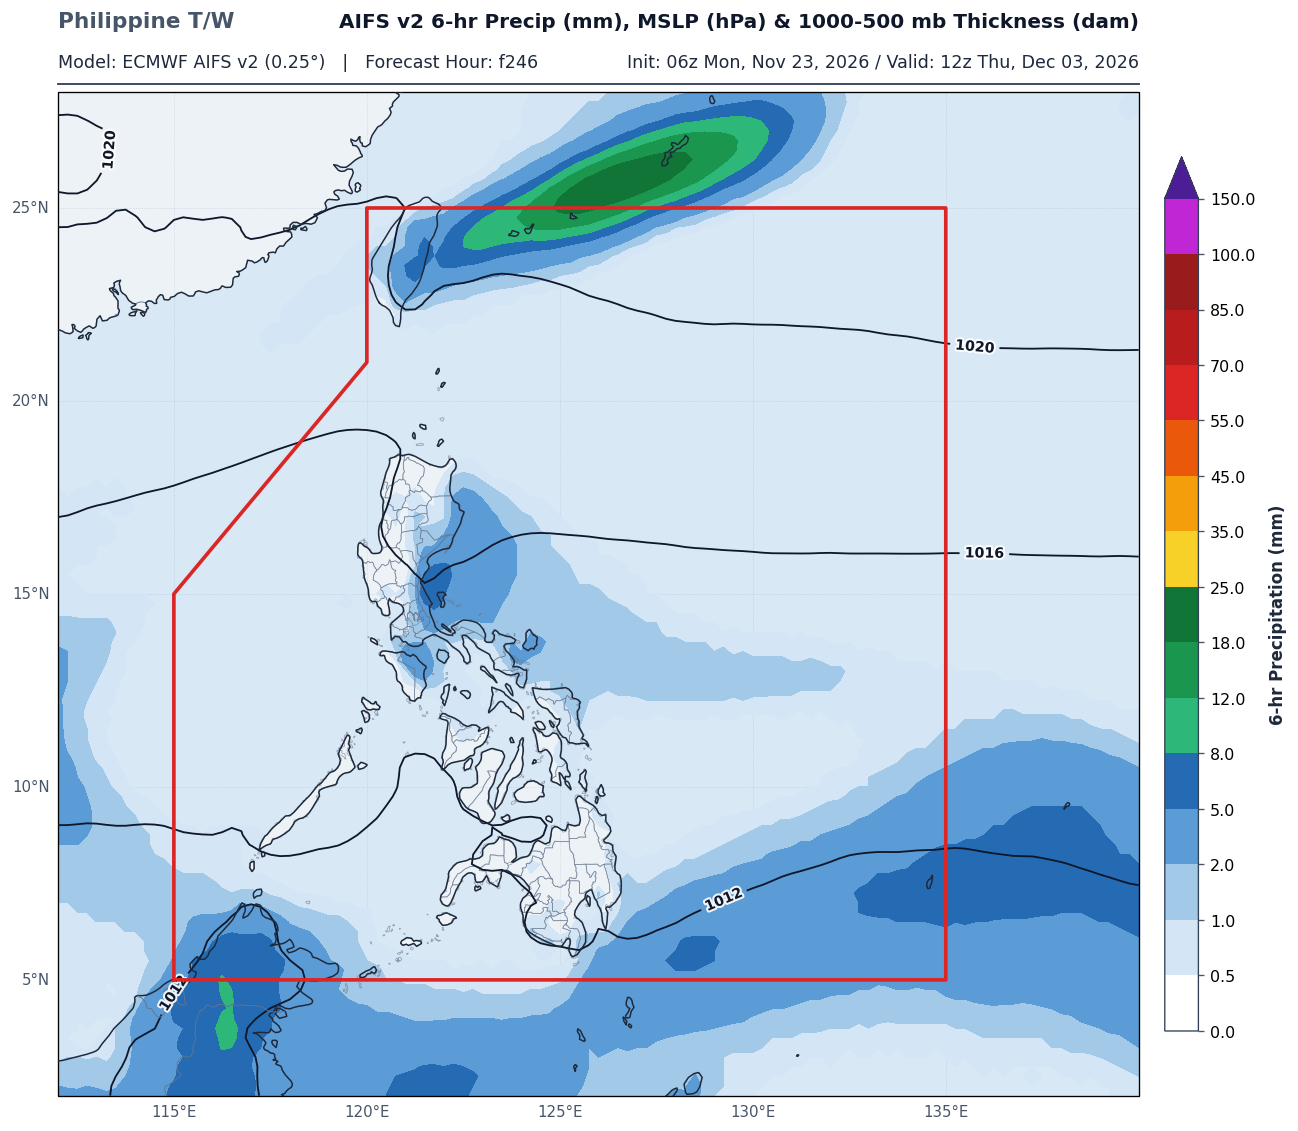 Philippine T/W
AIFS v2 6-hr Precip (mm), MSLP (hPa) & 1000-500 mb Thickness (dam)
Model: ECMWF AIFS v2 (0.25°) | Forecast Hour: f246
Init: 06z Mon, Nov 23, 2026 / Valid: 12z Thu, Dec 03, 2026
1020
25°N
1020
20°N
1016
15°N
10°N
1012
5°N
1012
115°E
120°E
125°E
130°E
135°E
150.0
100.0
85.0
70.0
55.0
45.0
35.0
25.0
18.0
12.0
8.0
5.0
2.0
1.0
0.5
0.0
6-hr Precipitation (mm)